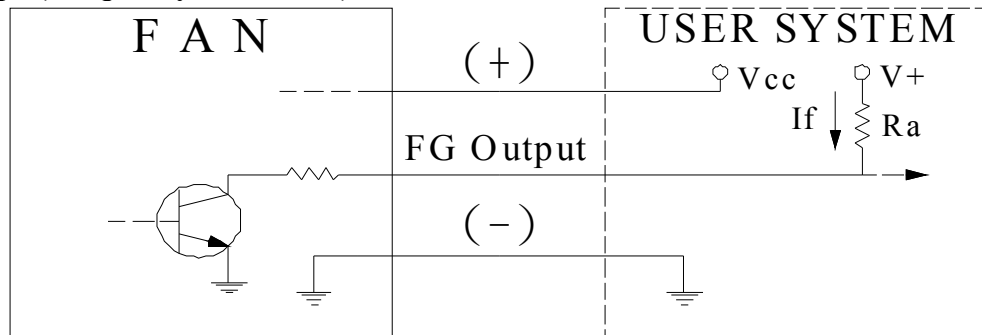 F A N
USER SYSTEM
(+)
Vcc
V+
If
Ra
FG Output
(-)